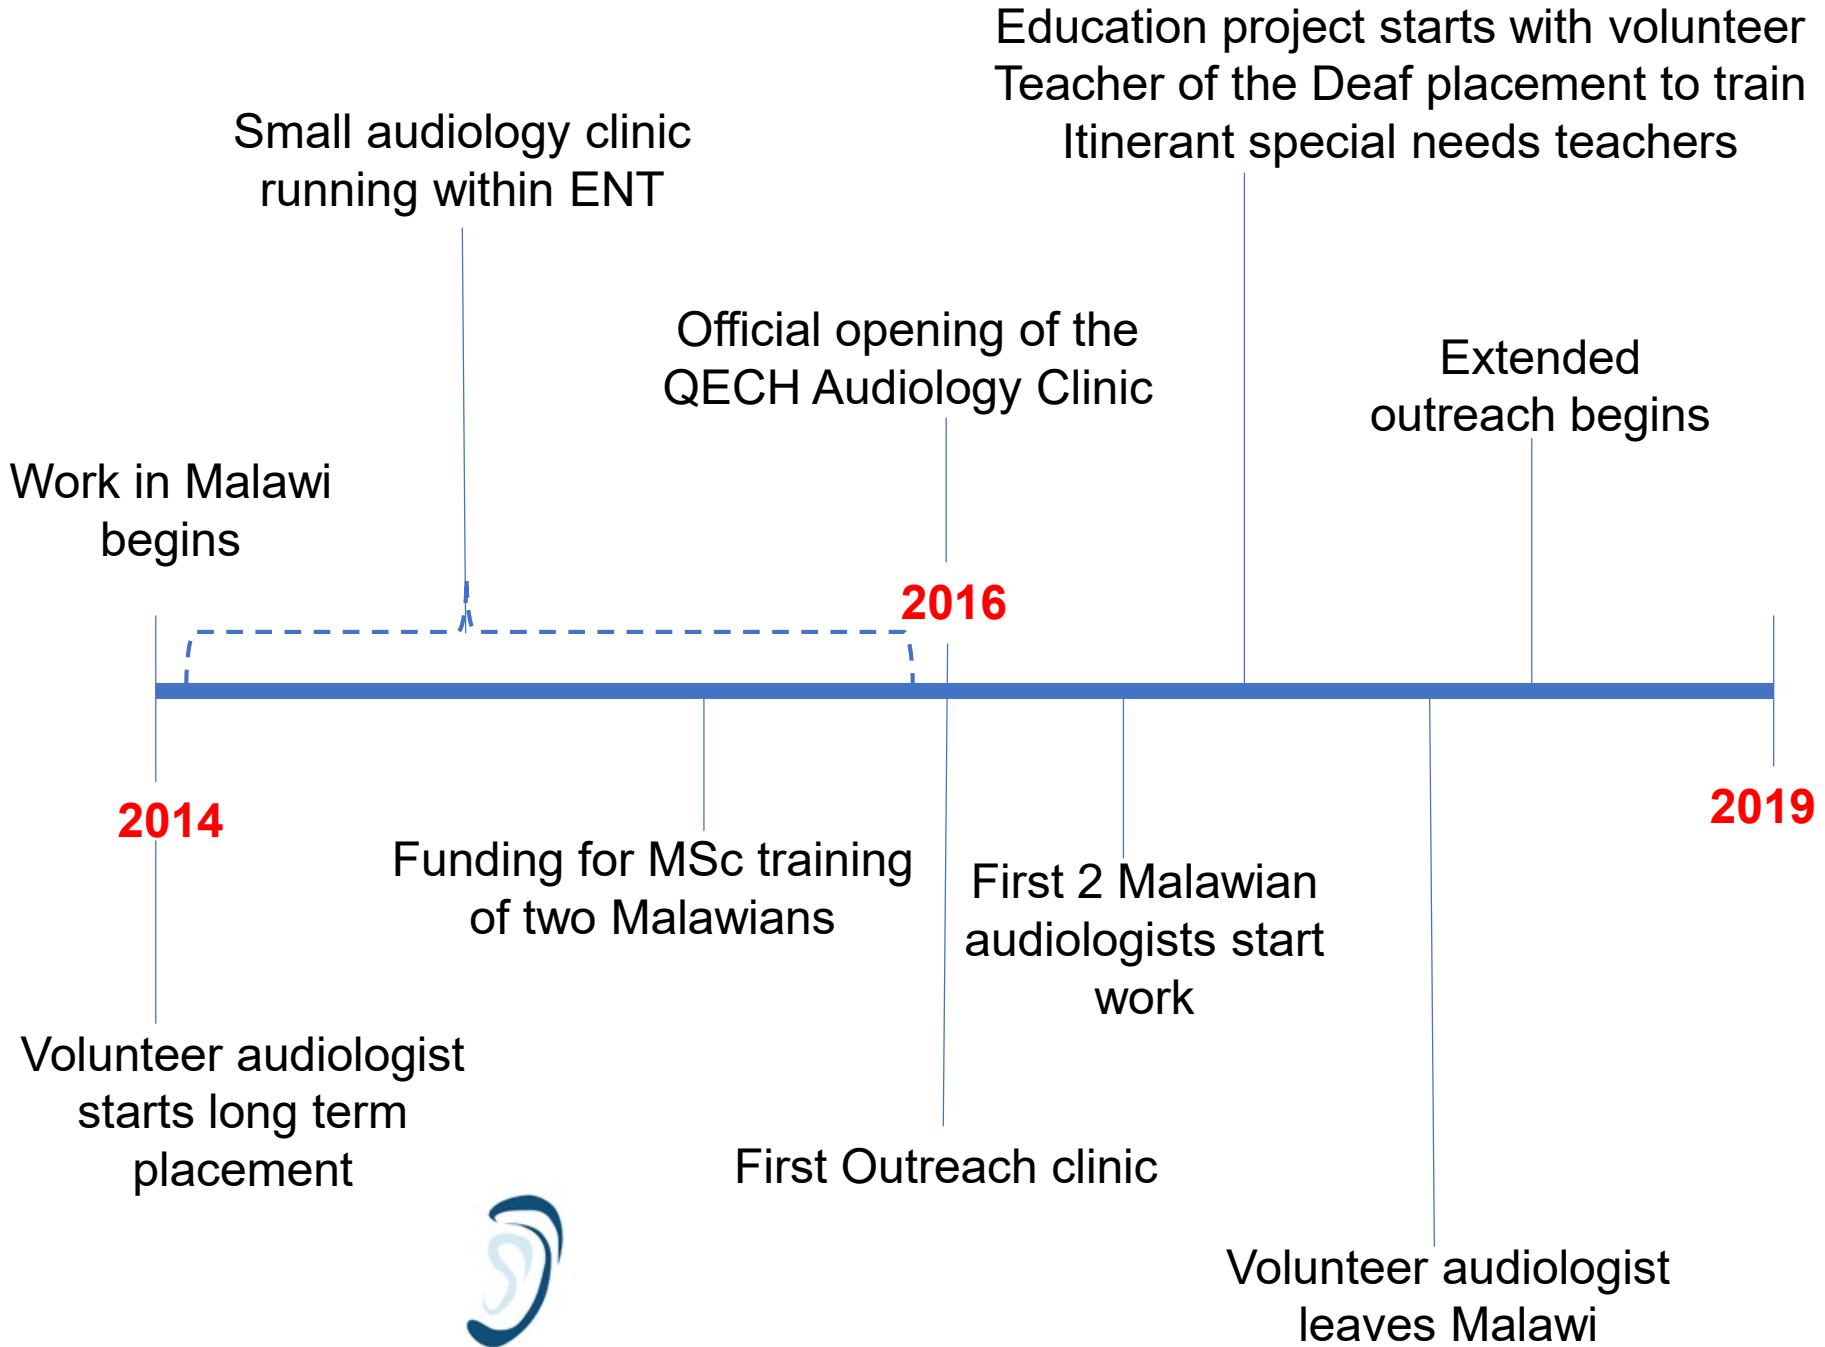 Education project starts with volunteer
Teacher of the Deaf placement to train
Itinerant special needs teachers
Small audiology clinic
running within ENT
Official opening of the
QECH Audiology Clinic
Extended
outreach begins
Work in Malawi
begins
2016
2014
2019
Funding for MSc training
of two Malawians
First 2 Malawian
audiologists start
work
Volunteer audiologist
starts long term
placement
First Outreach clinic
Volunteer audiologist
leaves Malawi